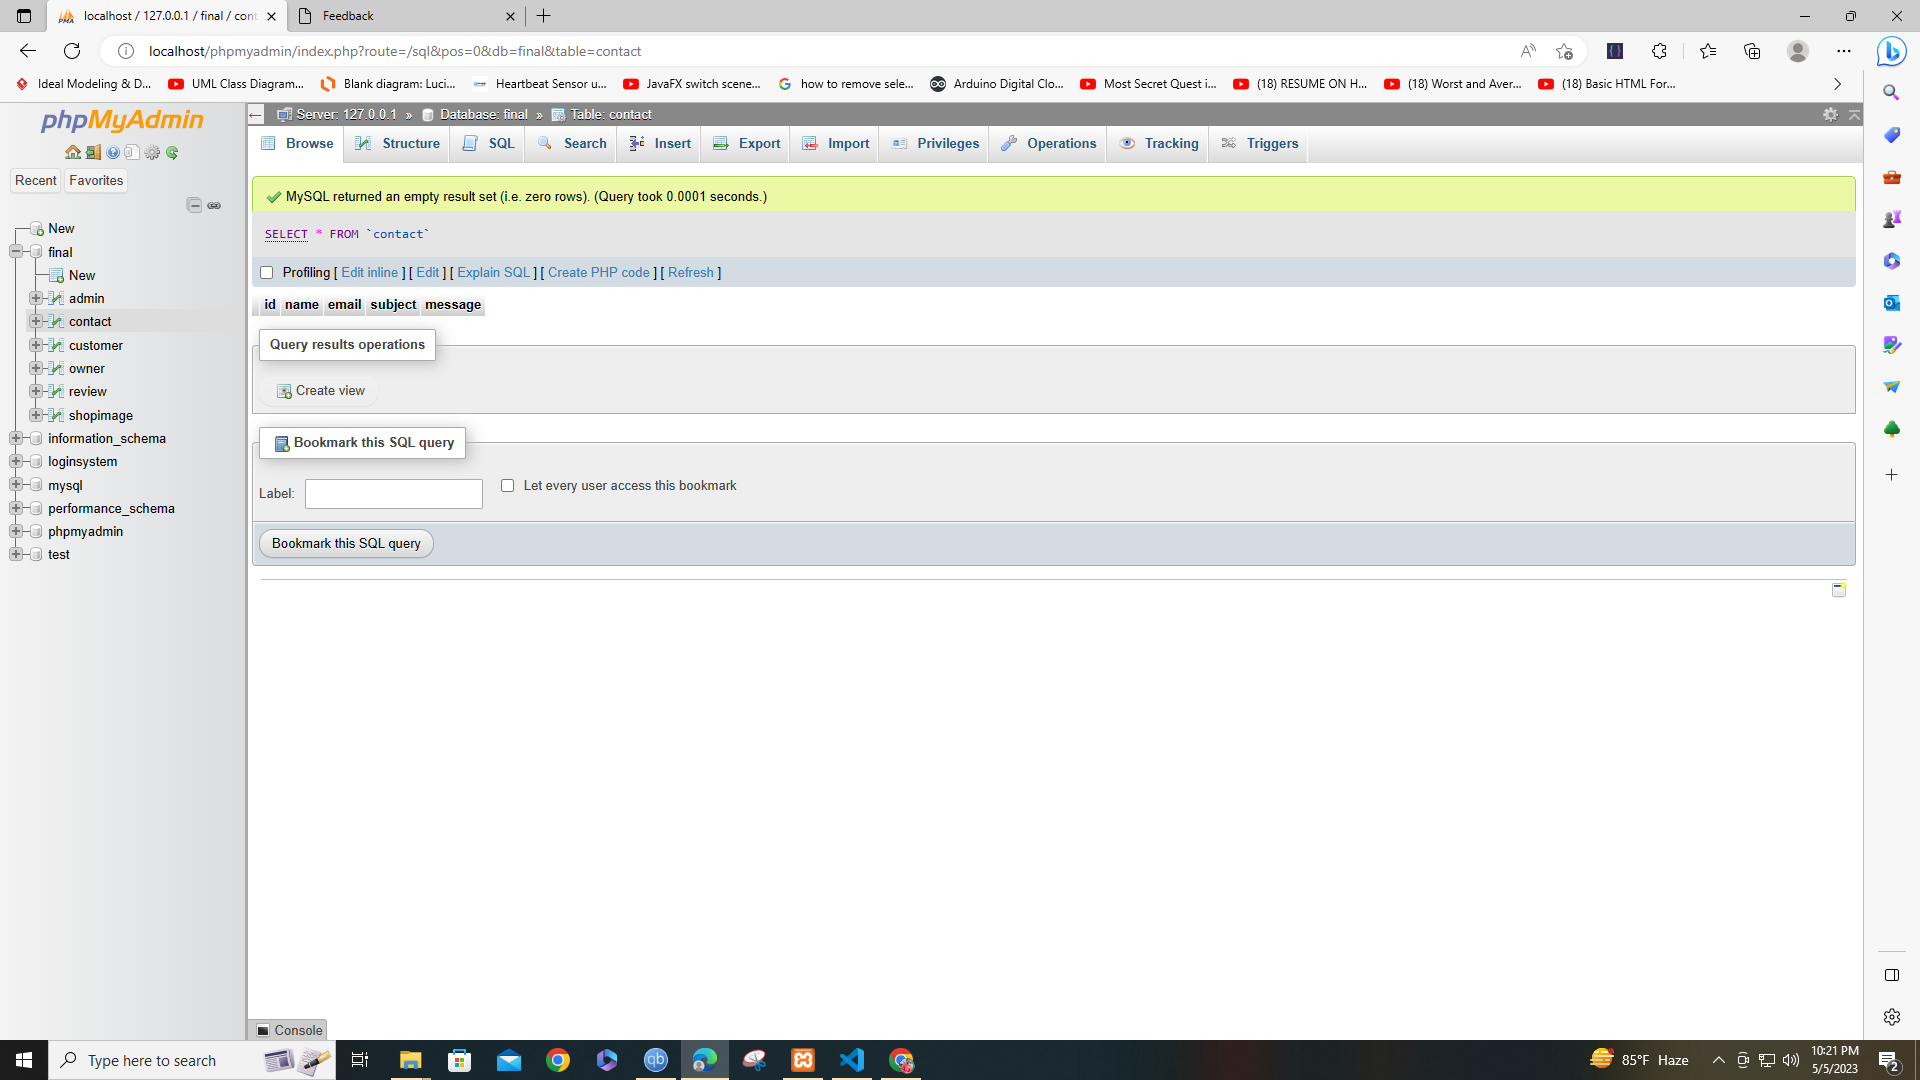 localhost / 127.0.0.1 / final / cont
Feedback
localhost/phpmyadmin/index.php?route=/sql&pos=0&db=final&table=contact
Ideal Modeling & D...
UML Class Diagram...
Blank diagram: Luci...
Heartbeat Sensor u...
JavaFX switch scene...
how to remove sele...
Arduino Digital Clo...
Most Secret Quest i...
(18) RESUME ON H...
(18) Worst and Aver...
(18) Basic HTML For...
phpMyAdmin
Recent
Favorites
New
final
New
admin
contact
customer
owner
review
shopimage
information_schema
loginsystem
mysql
performance_schema
phpmyadmin
test
Server: 127.0.0.1 » Database: final » Table: contact
Browse
Structure
SQL
Search
Insert
Export
Import
Privileges
Operations
Tracking
Triggers
MySQL returned an empty result set (i.e. zero rows). (Query took 0.0001 seconds.)
SELECT * FROM `contact`
Profiling [ Edit inline ] [ Edit ] [ Explain SQL ] [ Create PHP code ] [ Refresh ]
id name email subject message
Query results operations
Create view
Bookmark this SQL query
Label:
Let every user access this bookmark
Bookmark this SQL query
Console
Type here to search
85°F Haze
10:21 PM
5/5/2023
2